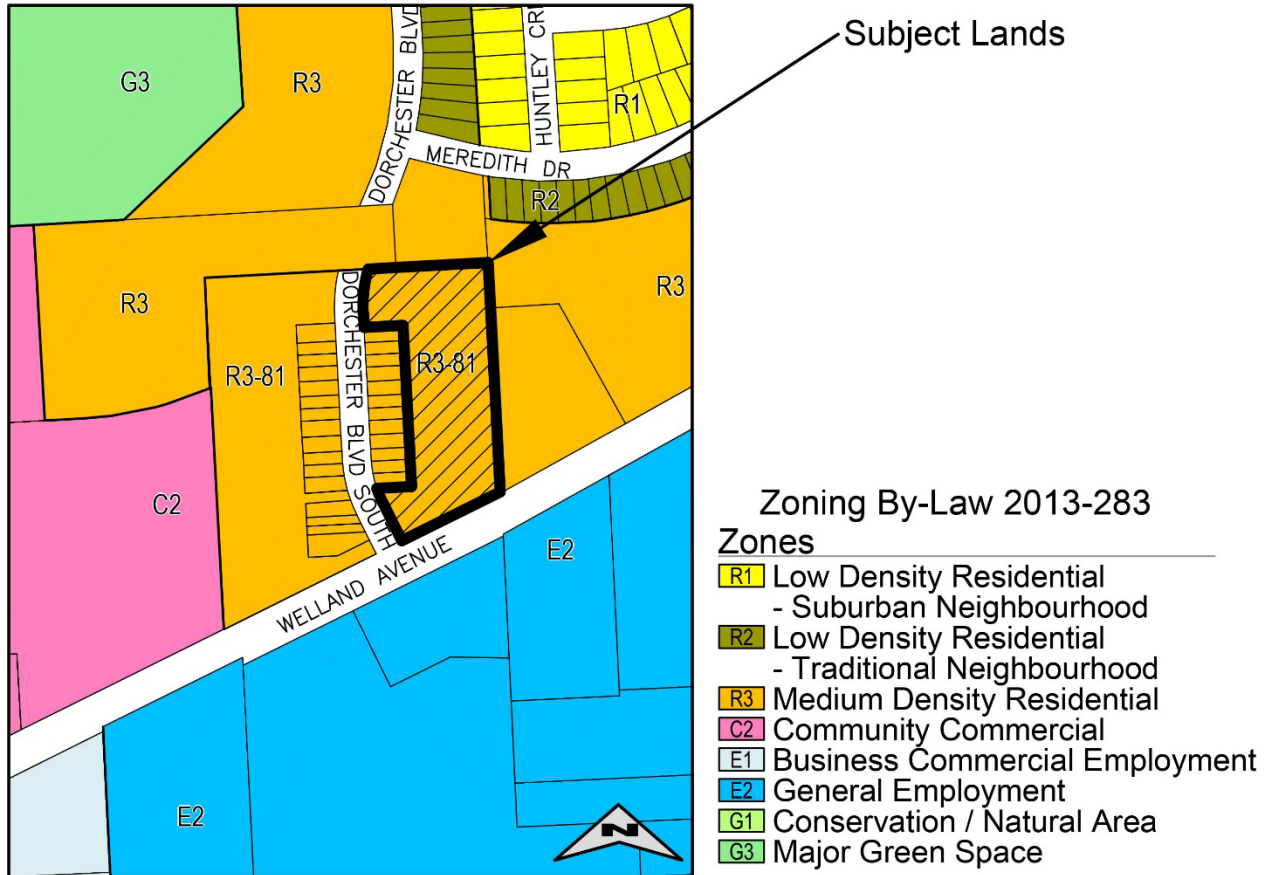 Subject Lands
G3
R3
DORCHESTER BLVD
HUNTLEY CR
R1
MEREDITH DR
R2
R3
R3
R3-81
DORCHESTER BLVD SOUTH
R3-81
C2
WELLAND AVENUE
E2
E2
N
Zoning By-Law 2013-283
Zones
R1 Low Density Residential
- Suburban Neighbourhood
R2 Low Density Residential
- Traditional Neighbourhood
R3 Medium Density Residential
C2 Community Commercial
E1 Business Commercial Employment
E2 General Employment
G1 Conservation / Natural Area
G3 Major Green Space